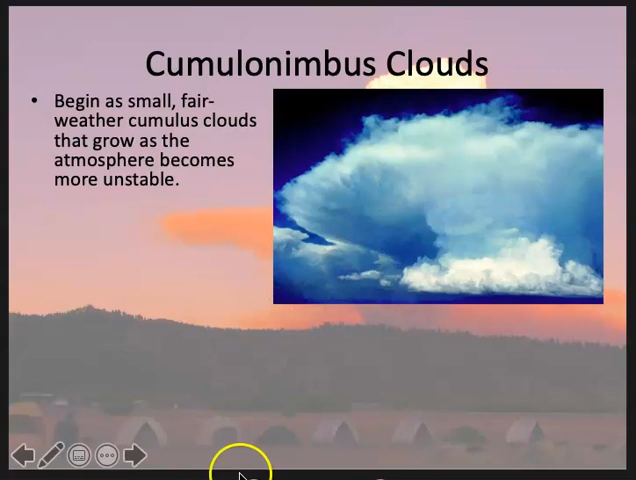 Cumulonimbus Clouds
• Begin as small, fair-
weather cumulus clouds
that grow as the
atmosphere becomes
more unstable.